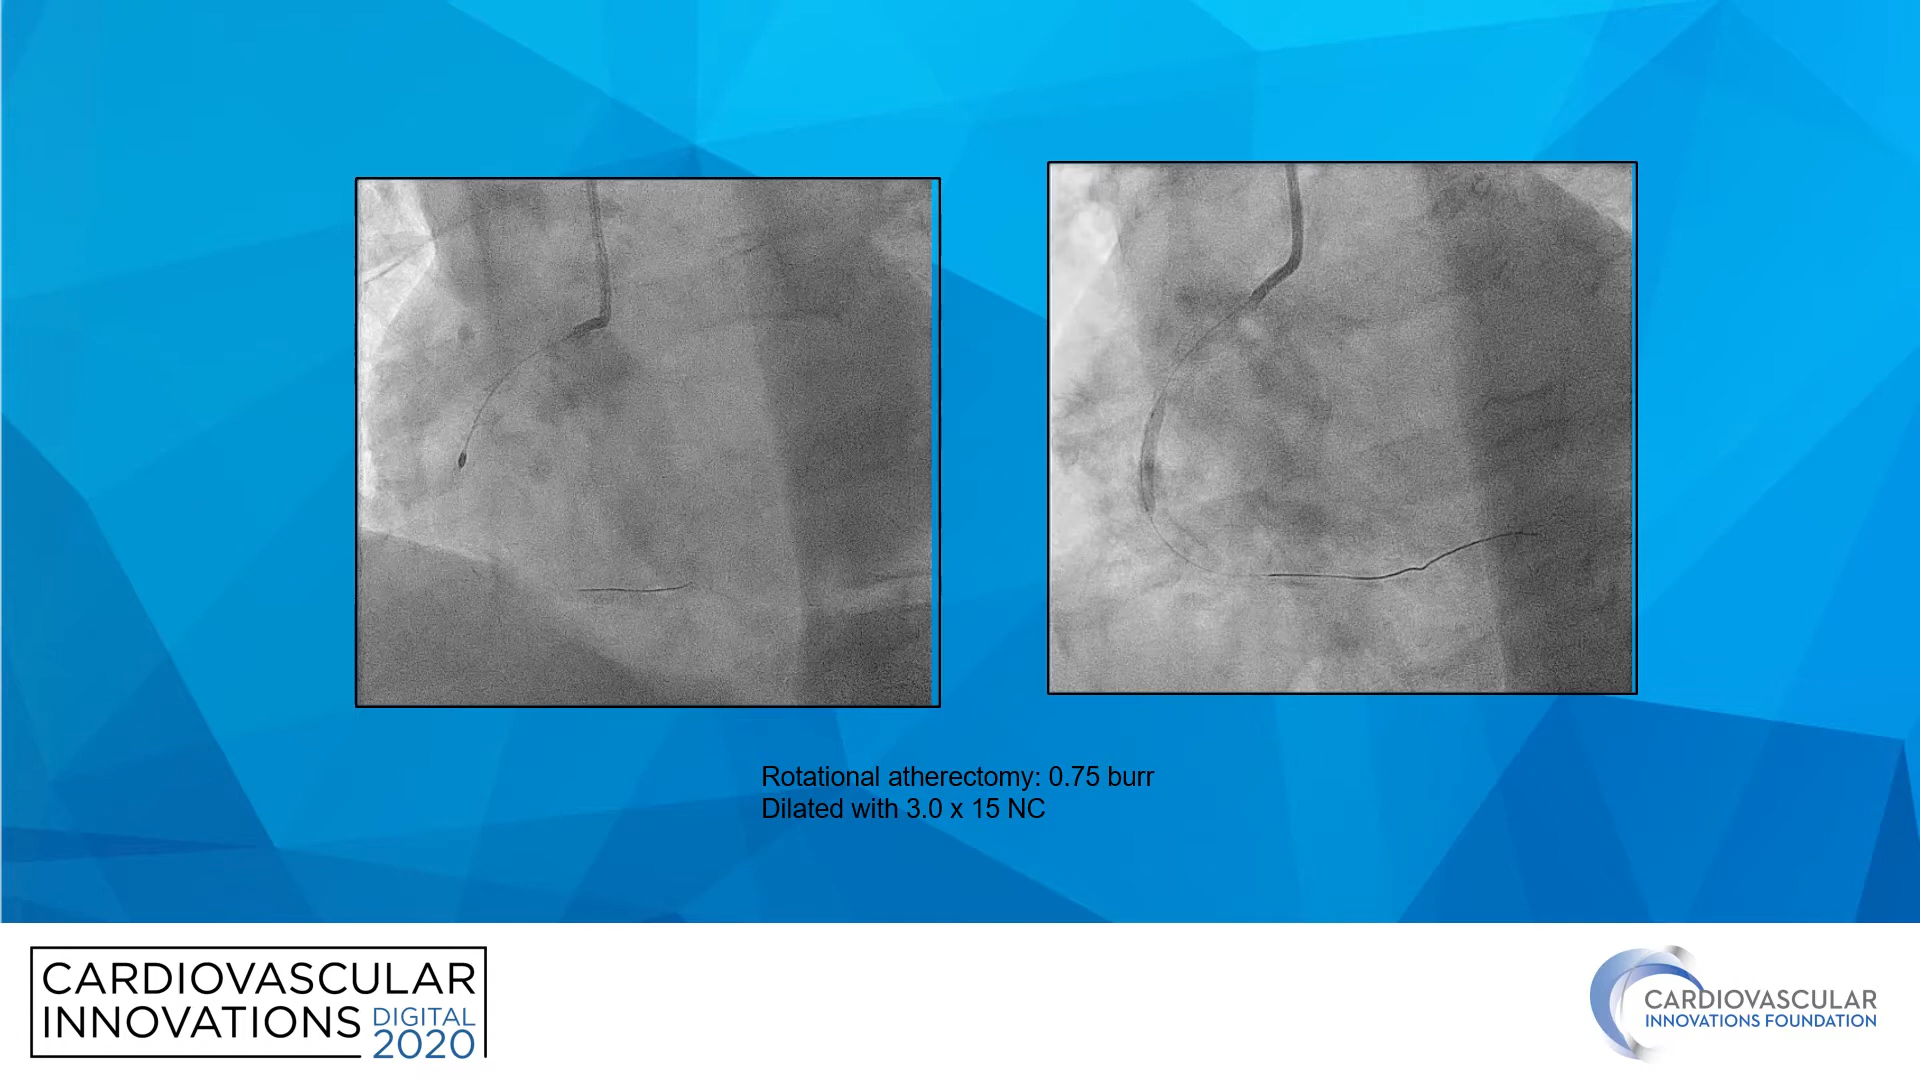 Rotational atherectomy: 0.75 burr
Dilated with 3.0 x 15 NC
CARDIOVASCULAR
INNOVATIONS DIGITAL
2020
CARDIOVASCULAR
INNOVATIONS FOUNDATION